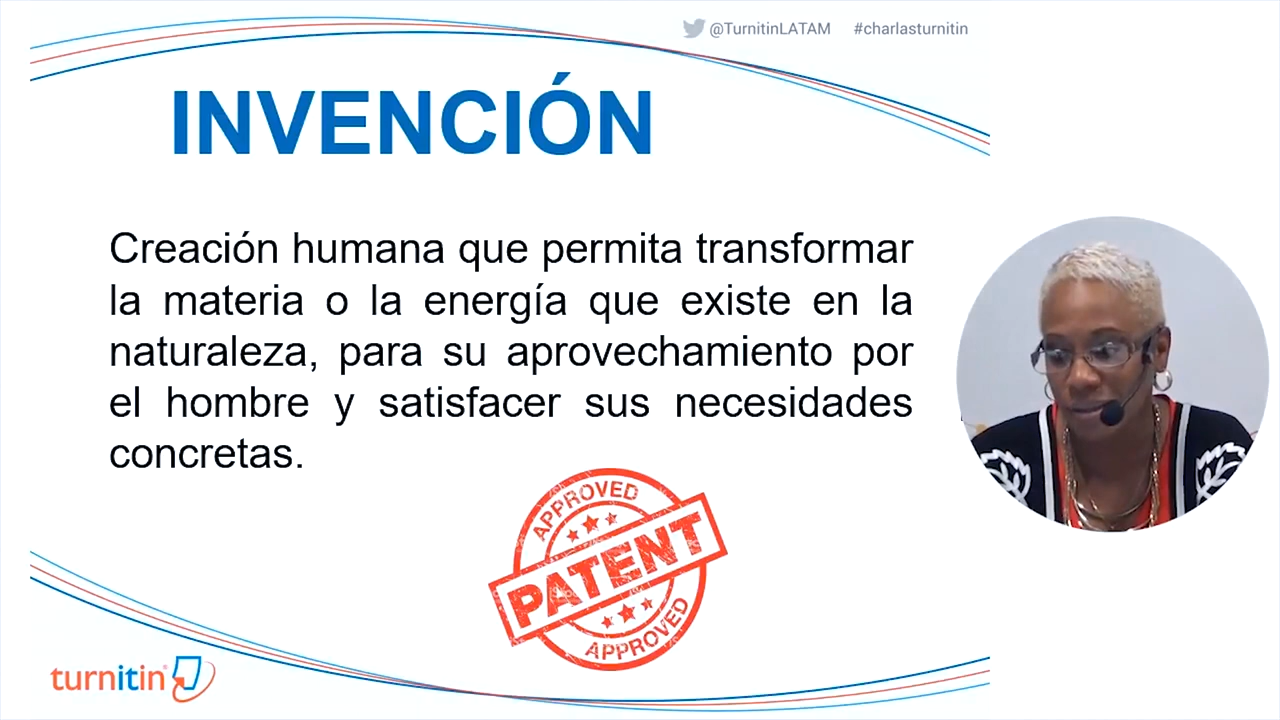 @TurnitinLATAM #charlasturnitin
INVENCIÓN
Creación humana que permita transformar
la materia o la energía que existe en la
naturaleza, para su aprovechamiento por
el hombre y satisfacer sus necesidades
concretas.
APPROVED
PATENT
APPROVED
turnitin